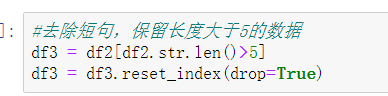 ]:
#去除短句，保留长度大于5的数据
df3 = df2[df2.str.len()>5]
df3 = df3.reset_index(drop=True)